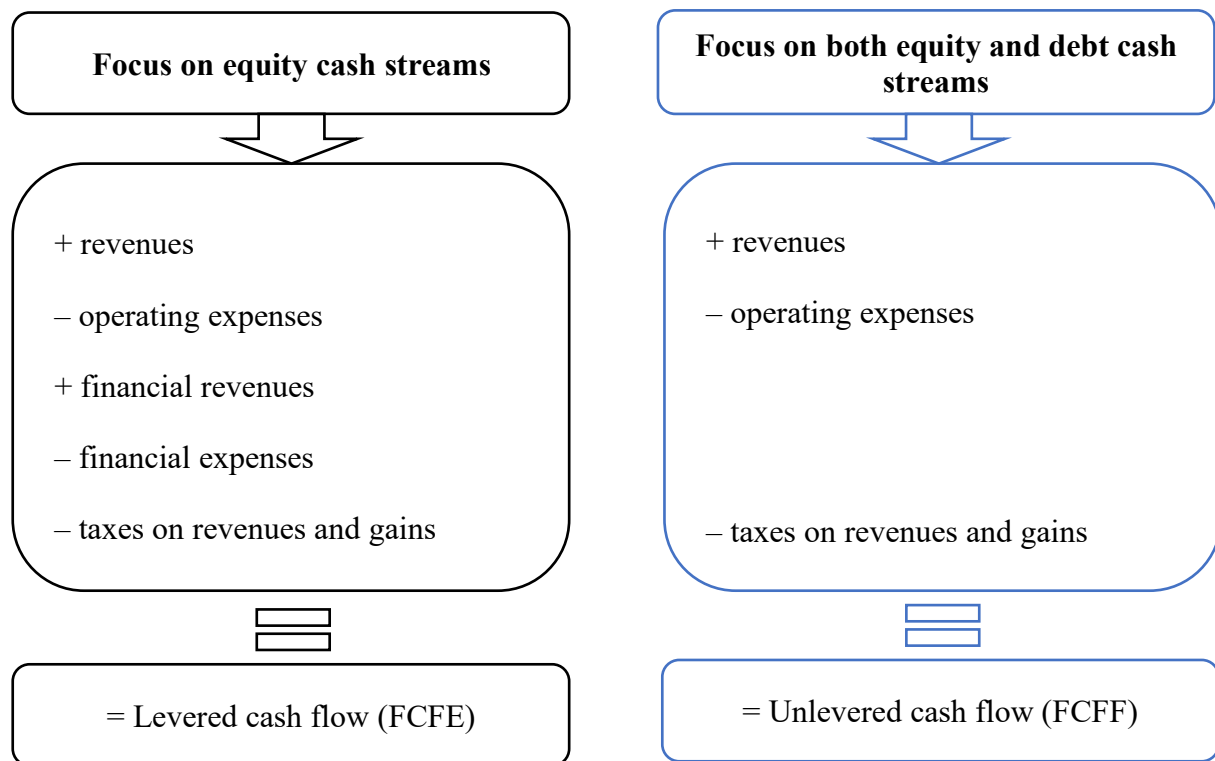 Focus on equity cash streams
+ revenues
– operating expenses
+ financial revenues
– financial expenses
– taxes on revenues and gains
= Levered cash flow (FCFE)
Focus on both equity and debt cash
streams
+ revenues
– operating expenses
– taxes on revenues and gains
= Unlevered cash flow (FCFF)